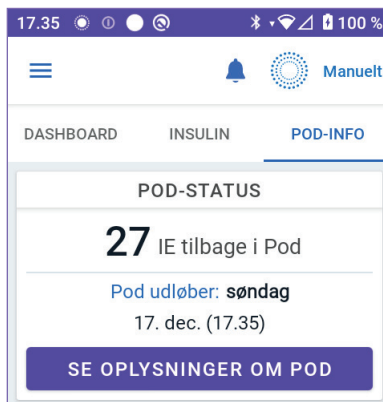 17.35 100 %
Manuelt
DASHBOARD INSULIN POD-INFO
POD-STATUS
27 IE tilbage i Pod
Pod udløber: søndag
17. dec. (17.35)
SE OPLYSNINGER OM POD